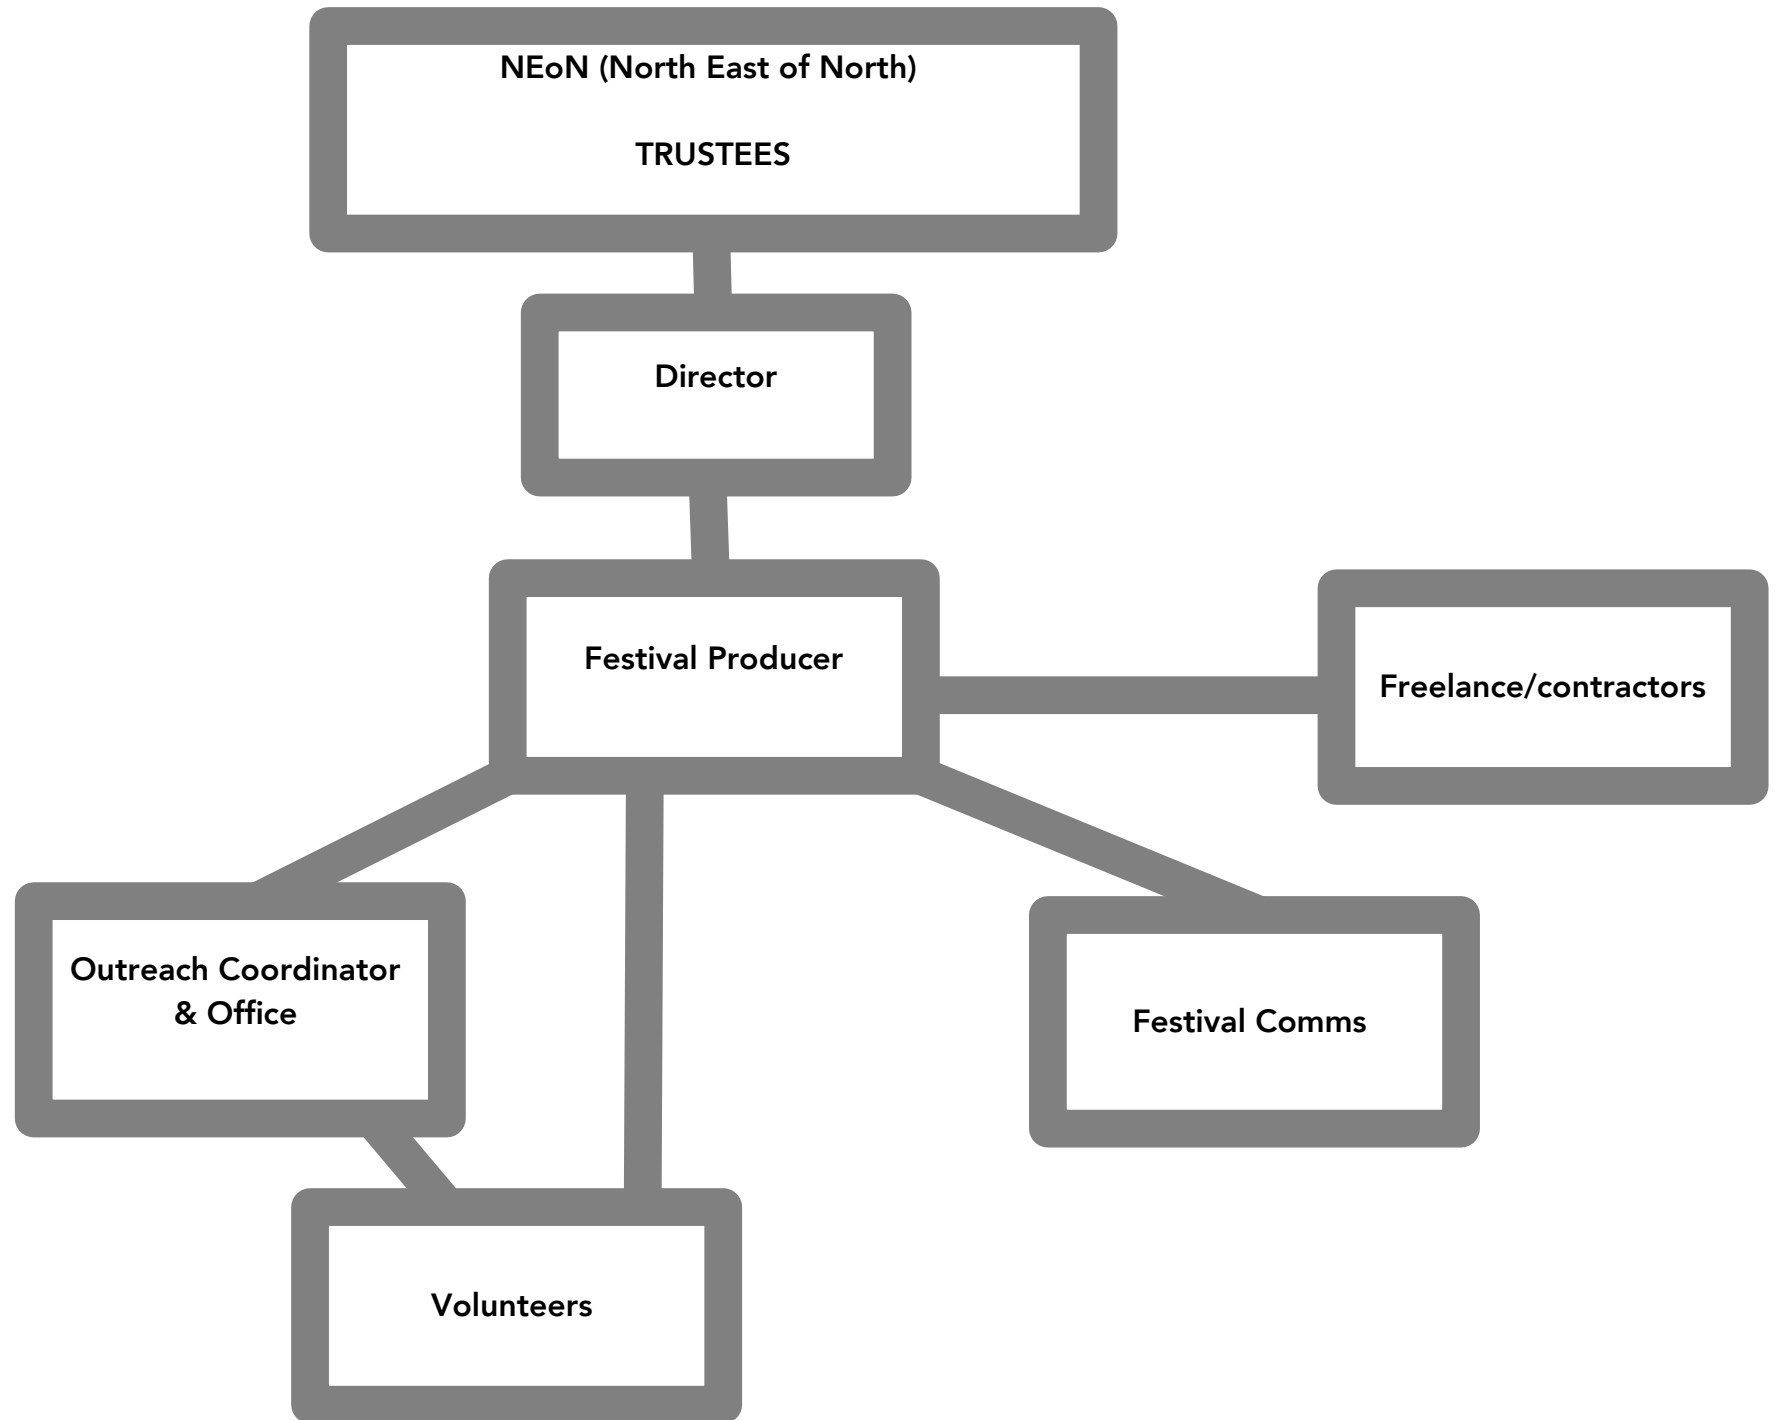 NEoN (North East of North)
TRUSTEES
Director
Festival Producer
Freelance/contractors
Outreach Coordinator
& Office
Festival Comms
Volunteers